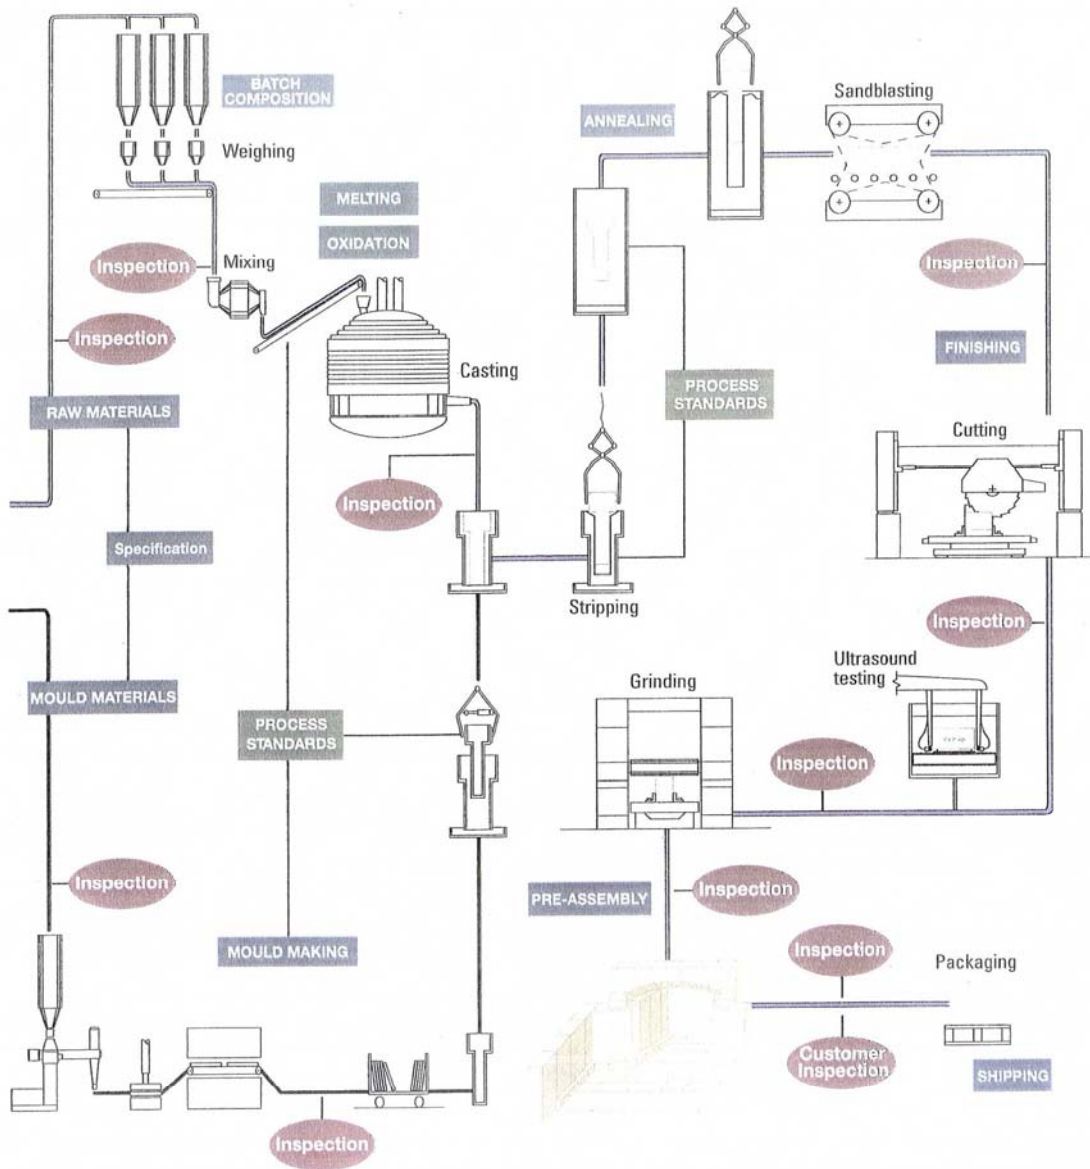 BATCH
COMPOSITION
Weighing
MELTING
OXIDATION
Inspection
Mixing
Inspection
RAW MATERIALS
Casting
Inspection
Specification
MOULD MATERIALS
PROCESS
STANDARDS
Inspection
MOULD MAKING
Inspection
ANNEALING
Sandblasting
Inspection
FINISHING
PROCESS
STANDARDS
Cutting
Stripping
Inspection
Ultrasound
testing
Grinding
Inspection
PRE-ASSEMBLY
Inspection
Inspection
Packaging
Customer
Inspection
SHIPPING